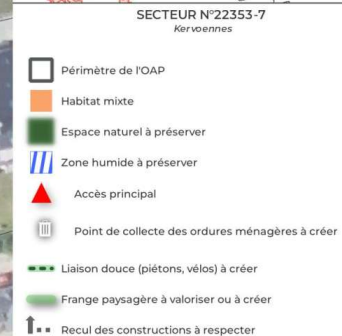 SECTEUR N°22353-7
Kervoennes
Périmètre de l'OAP
Habitat mixte
Espace naturel à préserver
Zone humide à préserver
Accès principal
Point de collecte des ordures ménagères à créer
Liaison douce (piétons, vélos) à créer
Frange paysagère à valoriser ou à créer
Recul des constructions à respecter